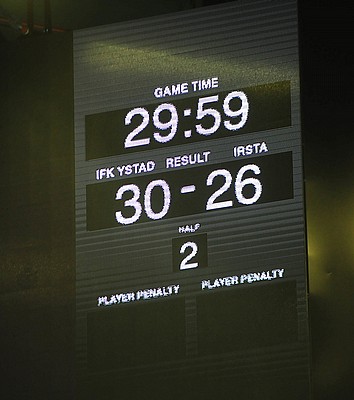 GAME TIME
29:59
IFK YSTAD RESULT IRSTA
30 - 26
HALF
2
PLAYER PENALTY PLAYER PENALTY